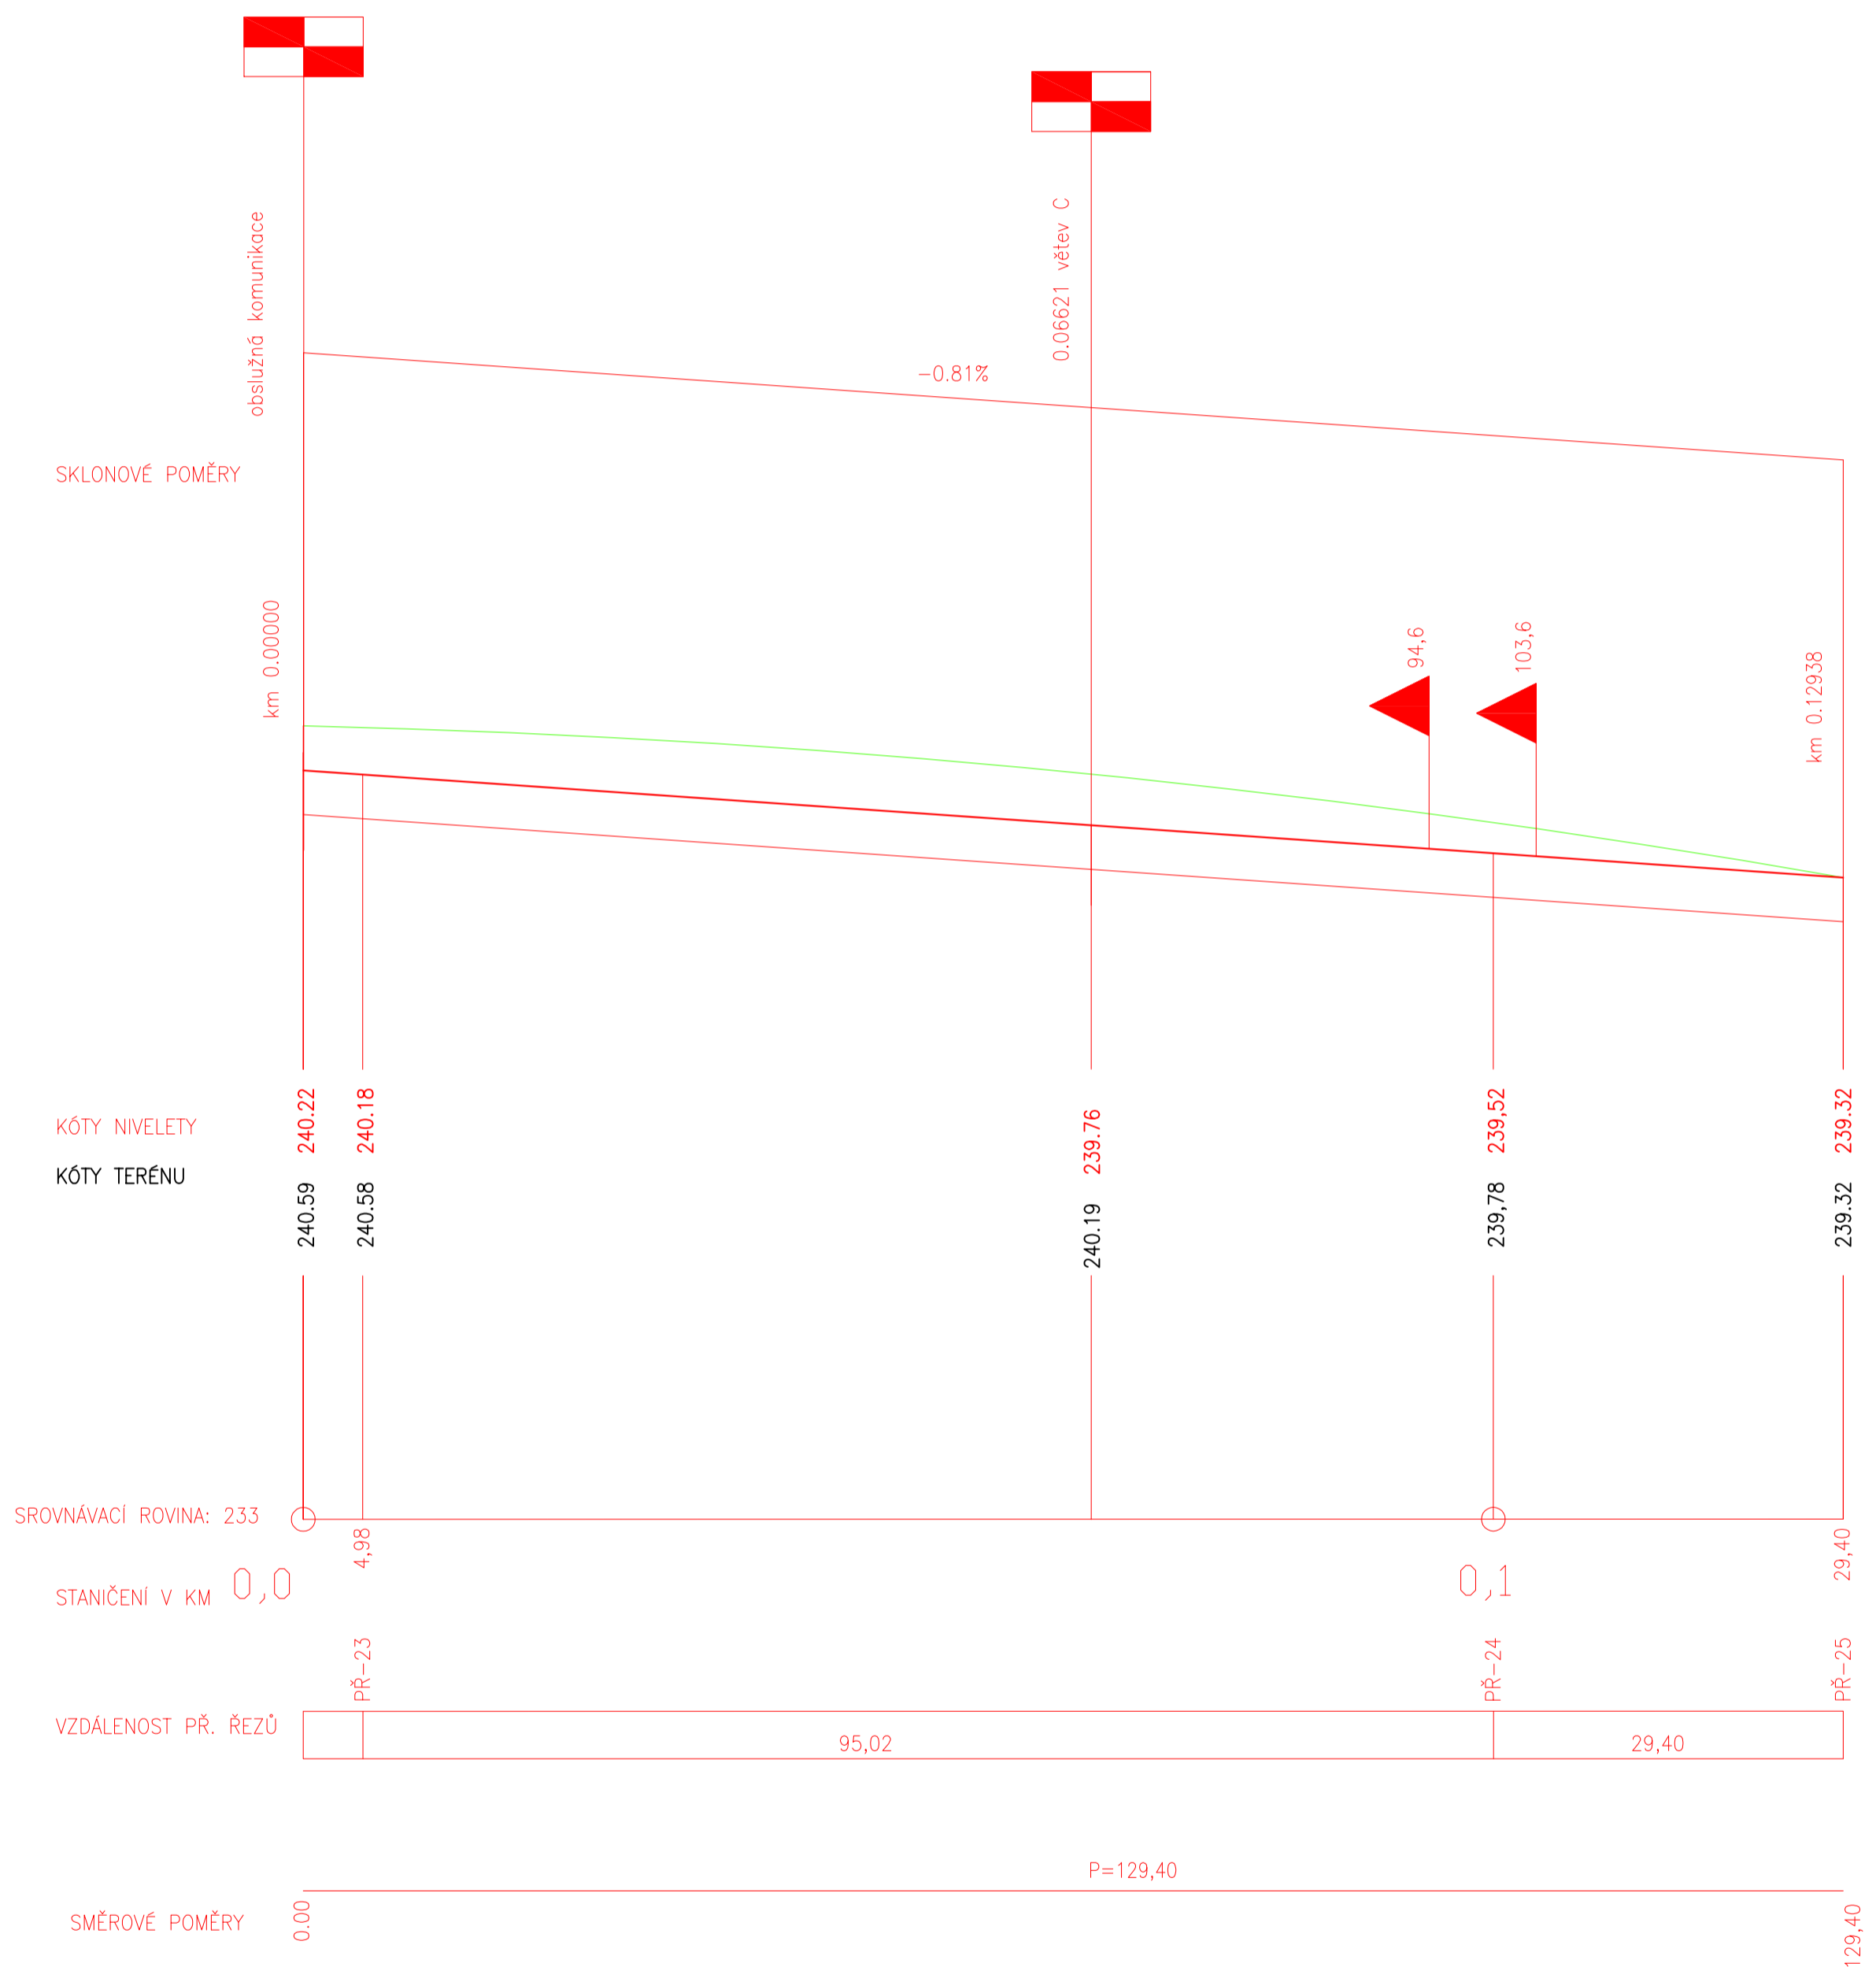 obslužná komunikace
0.06621 větev C
-0.81%
SKLONOVÉ POMĚRY
km 0.00000
94,6
103,6
km 0.12938
KÓTY NIVELETY
240.22
240.18
239.76
239,52
239.32
KÓTY TERÉNU
240.59
240.58
240.19
239,78
239.32
SROVNÁVACÍ ROVINA: 233
4,98
29,40
STANIČENÍ V KM
0,0
0,1
PŘ-23
PŘ-24
PŘ-25
VZDÁLENOST PŘ. ŘEZŮ
95,02
29,40
P=129,40
SMĚROVÉ POMĚRY
0.00
129,40